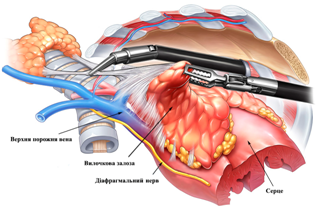 Верхня порожня вена
Вилочкова залоза
Діафрагмальний нерв
Серце